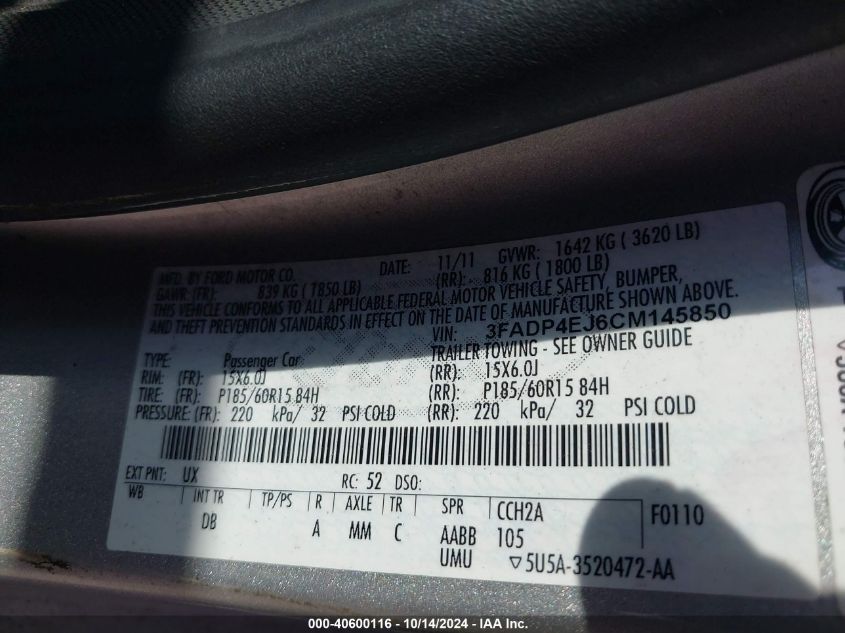 MFD. BY FORD MOTOR CO. DATE: 11/11 GVWR: 1642 KG ( 3620 LB)
GAWR: (FR): 839 KG ( 1850 LB) (RR): 816 KG ( 1800 LB)
THIS VEHICLE CONFORMS TO ALL APPLICABLE FEDERAL MOTOR VEHICLE SAFETY, BUMPER,
AND THEFT PREVENTION STANDARDS IN EFFECT ON THE DATE OF MANUFACTURE SHOWN ABOVE.
VIN: 3FADP4EJ6CM145850
TYPE: Passenger Car TRAILER TOWING - SEE OWNER GUIDE
RIM: (FR): 15X6.0J (RR): 15X6.0J
TIRE: (FR): P185/60R15 84H (RR): P185/60R15 84H
PRESSURE: (FR): 220 kPa/ 32 PSI COLD (RR): 220 kPa/ 32 PSI COLD
EXT PNT: UX RC: 52 DSO:
WB INT TR TP/PS R AXLE TR SPR CCH2A F0110
DB A MM C AABB 105
UMU ▽5U5A-3520472-AA
000-40600116 - 10/14/2024 - IAA Inc.